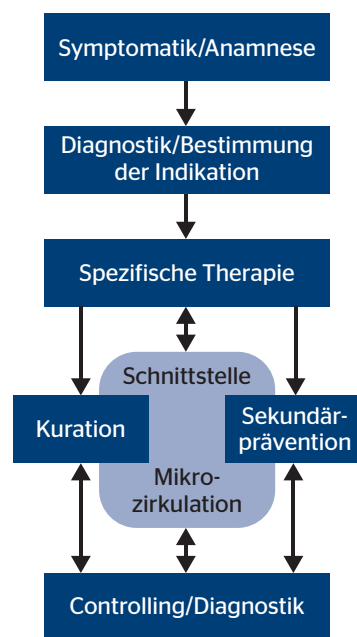 Symptomatik/Anamnese
Diagnostik/Bestimmung
der Indikation
Spezifische Therapie
Schnittstelle
Kuration
Sekundär-
prävention
Mikro-
zirkulation
Controlling/Diagnostik